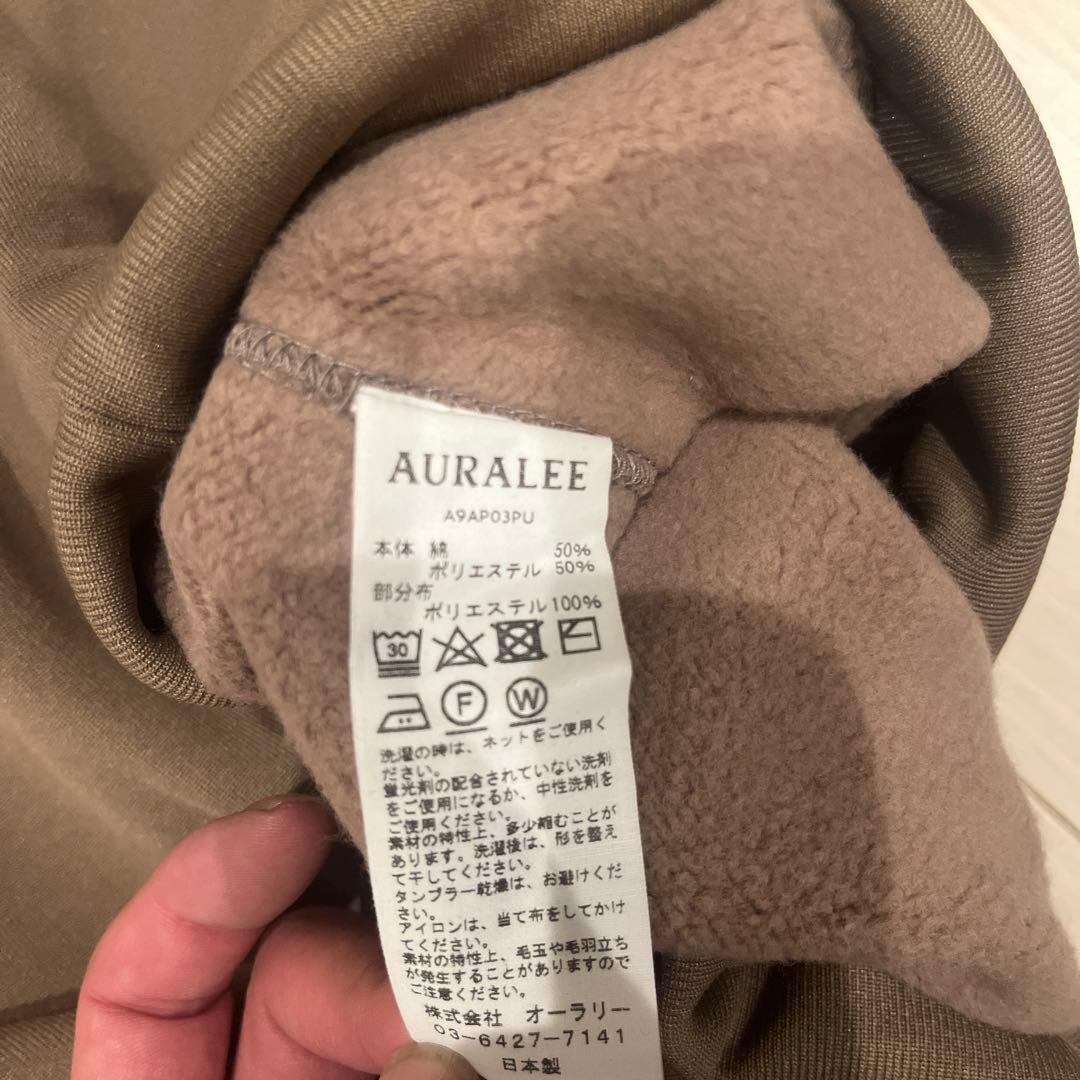 AURALEE
A9AP03PU
本体 綿 50%
ポリエステル 50%
部分布
ポリエステル 100%
30
F W
洗濯の時は、ネットをご使用く
ださい。
蛍光剤の配合されていない洗剤
をご使用になるか、中性洗剤を
ご使用ください。
素材の特性上、多少縮むことが
あります。洗濯後は、形を整え
て干してください。
タンブラー乾燥は、お避けくだ
さい。
アイロンは、当て布をしてかけ
てください。
素材の特性上、毛玉や毛羽立ち
が発生することがありますので
ご注意ください。
株式会社 オーラリー
03-6427-7141
日本製